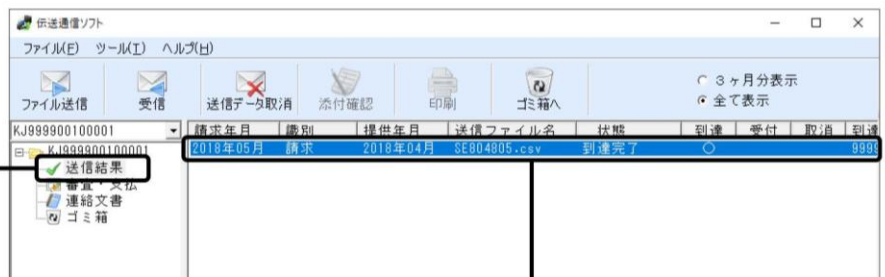 伝送通信ソフト
ファイル(F) ツール(T) ヘルプ(H)
ファイル送信 受信 送信データ取消 添付確認 印刷 ゴミ箱へ
○ 3ヶ月分表示
● 全て表示
KJ999900100001
請求年月 識別 提供年月 送信ファイル名 状態 到達 受付 取消 到達
KJ999900100001
2018年05月 請求 2018年04月 SE804805.csv 到達完了 ○ 9999
送信結果
審査・支払
連絡文書
ゴミ箱